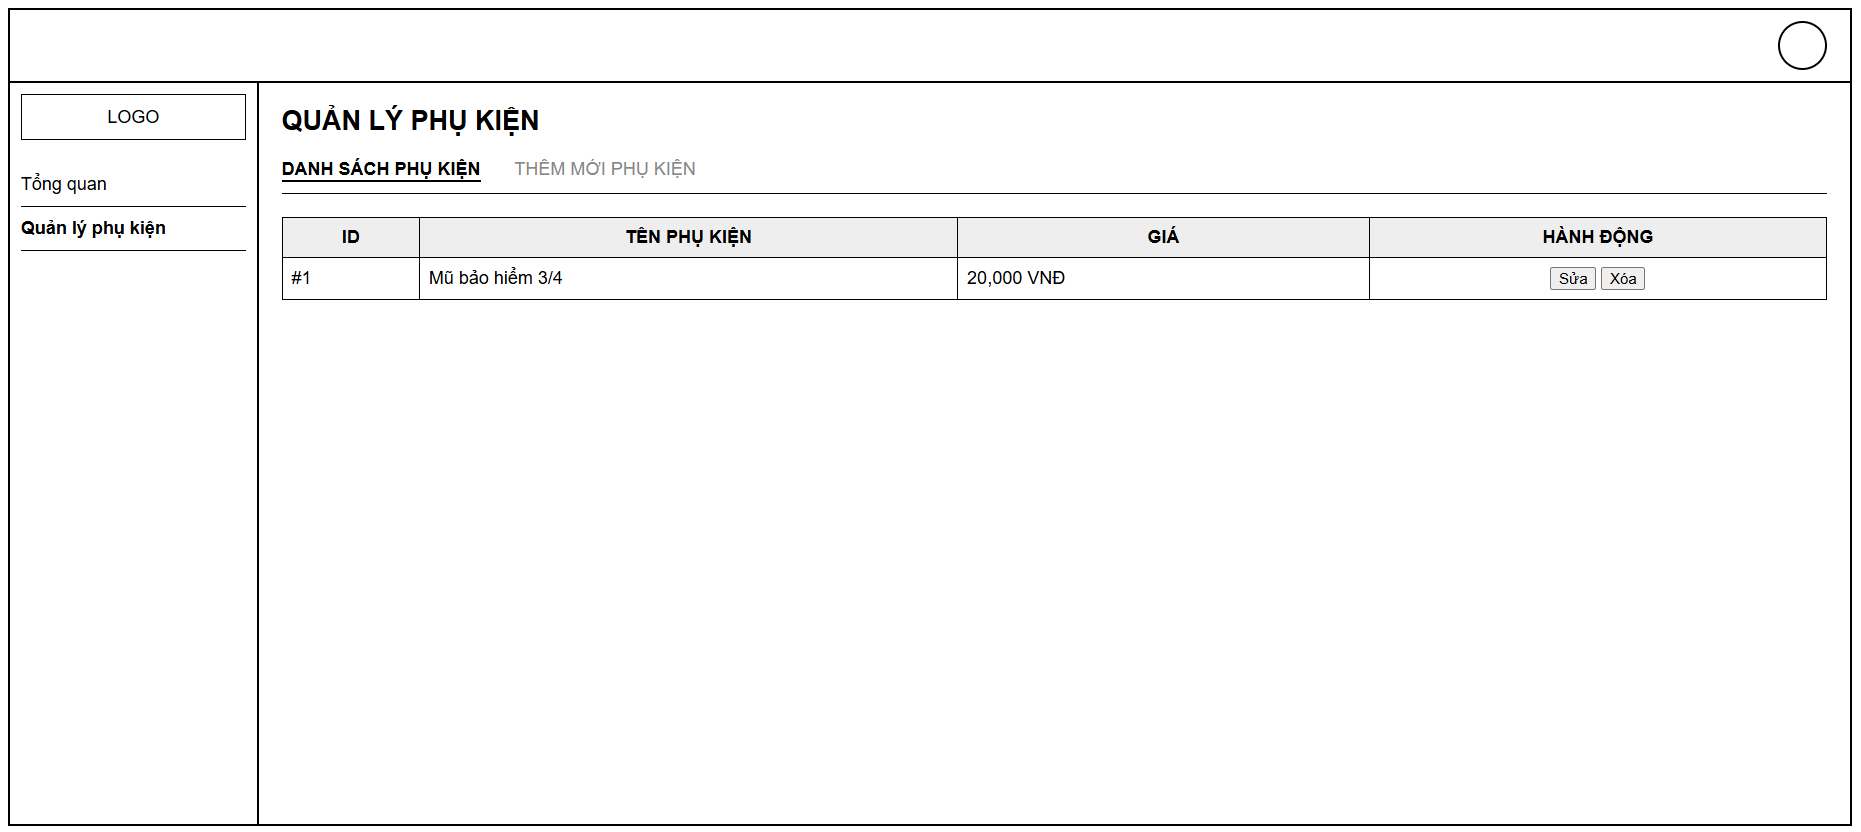 LOGO
Tổng quan
Quản lý phụ kiện
QUẢN LÝ PHỤ KIỆN
DANH SÁCH PHỤ KIỆN THÊM MỚI PHỤ KIỆN
ID TÊN PHỤ KIỆN GIÁ HÀNH ĐỘNG
#1 Mũ bảo hiểm 3/4 20,000 VNĐ Sửa Xóa